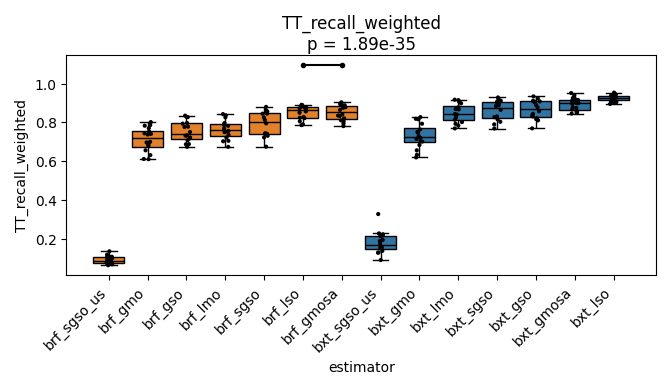 TT_recall_weighted
p = 1.89e-35
TT_recall_weighted
1.0
0.8
0.6
0.4
0.2
brf_sgso_us
brf_gmo
brf_gso
brf_lmo
brf_sgso
brf_lso
brf_gmosa
bxt_sgso_us
bxt_gmo
bxt_lmo
bxt_sgso
bxt_gso
bxt_gmosa
bxt_lso
estimator